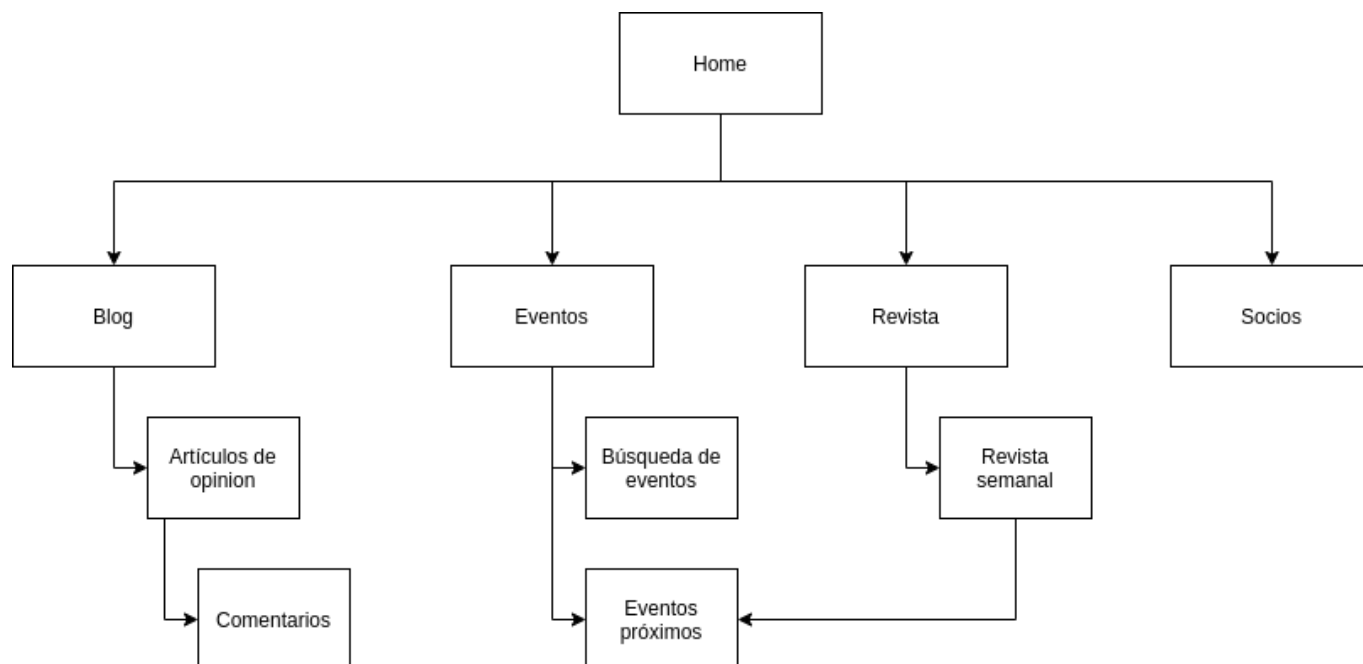 Home
Blog
Eventos
Revista
Socios
Artículos de
opinion
Búsqueda de
eventos
Revista
semanal
Comentarios
Eventos
próximos